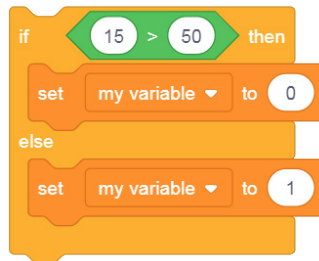 if 15 > 50 then
set my variable to 0
else
set my variable to 1